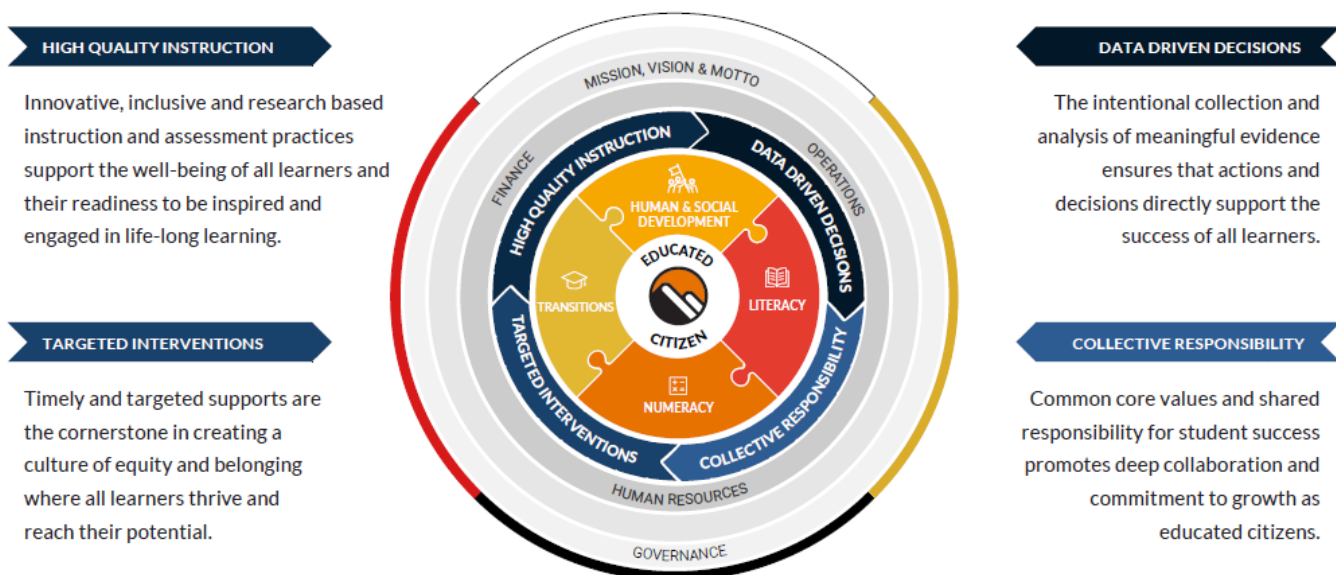 HIGH QUALITY INSTRUCTION
Innovative, inclusive and research based
instruction and assessment practices
support the well-being of all learners and
their readiness to be inspired and
engaged in life-long learning.
TARGETED INTERVENTIONS
Timely and targeted supports are
the cornerstone in creating a
culture of equity and belonging
where all learners thrive and
reach their potential.
MISSION, VISION & MOTTO
FINANCE
OPERATIONS
HIGH QUALITY INSTRUCTION
DATA DRIVEN DECISIONS
HUMAN & SOCIAL
DEVELOPMENT
EDUCATED
TRANSITIONS
LITERACY
CITIZEN
NUMERACY
TARGETED INTERVENTIONS
COLLECTIVE RESPONSIBILITY
HUMAN RESOURCES
GOVERNANCE
DATA DRIVEN DECISIONS
The intentional collection and
analysis of meaningful evidence
ensures that actions and
decisions directly support the
success of all learners.
COLLECTIVE RESPONSIBILITY
Common core values and shared
responsibility for student success
promotes deep collaboration and
commitment to growth as
educated citizens.